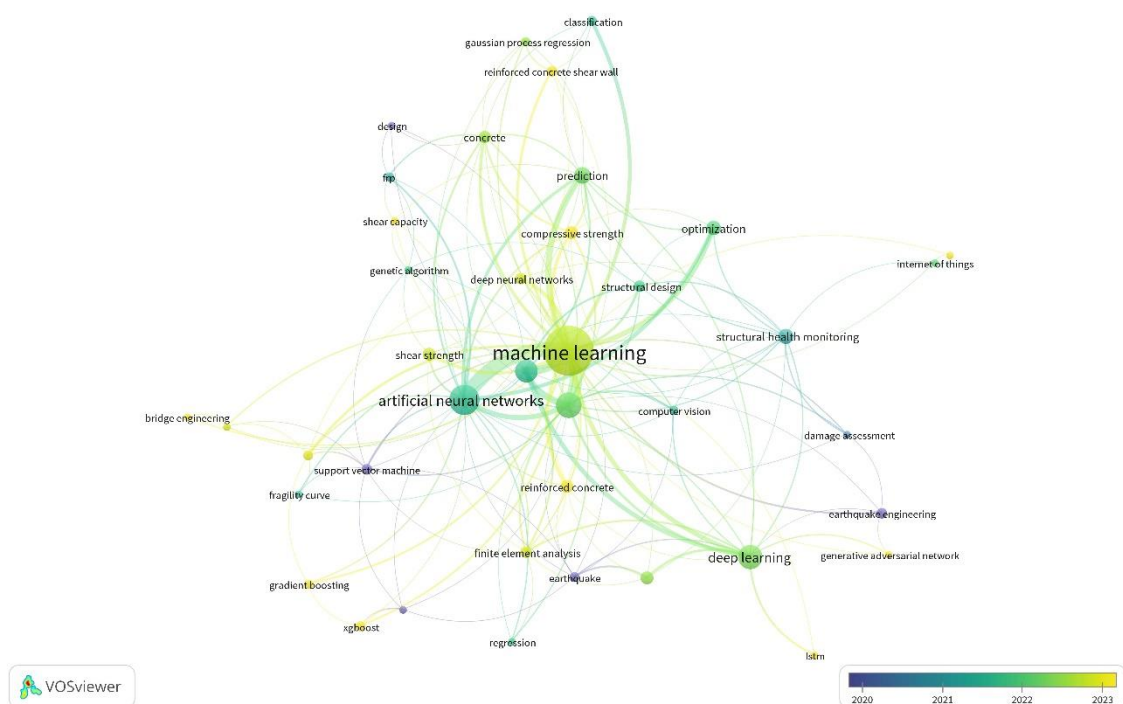 classification
gaussian process regression
reinforced concrete shear wall
design
concrete
frp
prediction
shear capacity
compressive strength
optimization
internet of things
genetic algorithm
deep neural networks
structural design
structural health monitoring
machine learning
shear strength
artificial neural networks
computer vision
bridge engineering
damage assessment
support vector machine
fragility curve
reinforced concrete
earthquake engineering
finite element analysis
deep learning
generative adversarial network
gradient boosting
earthquake
xgboost
regression
lstm
VOSviewer
2020 2021 2022 2023